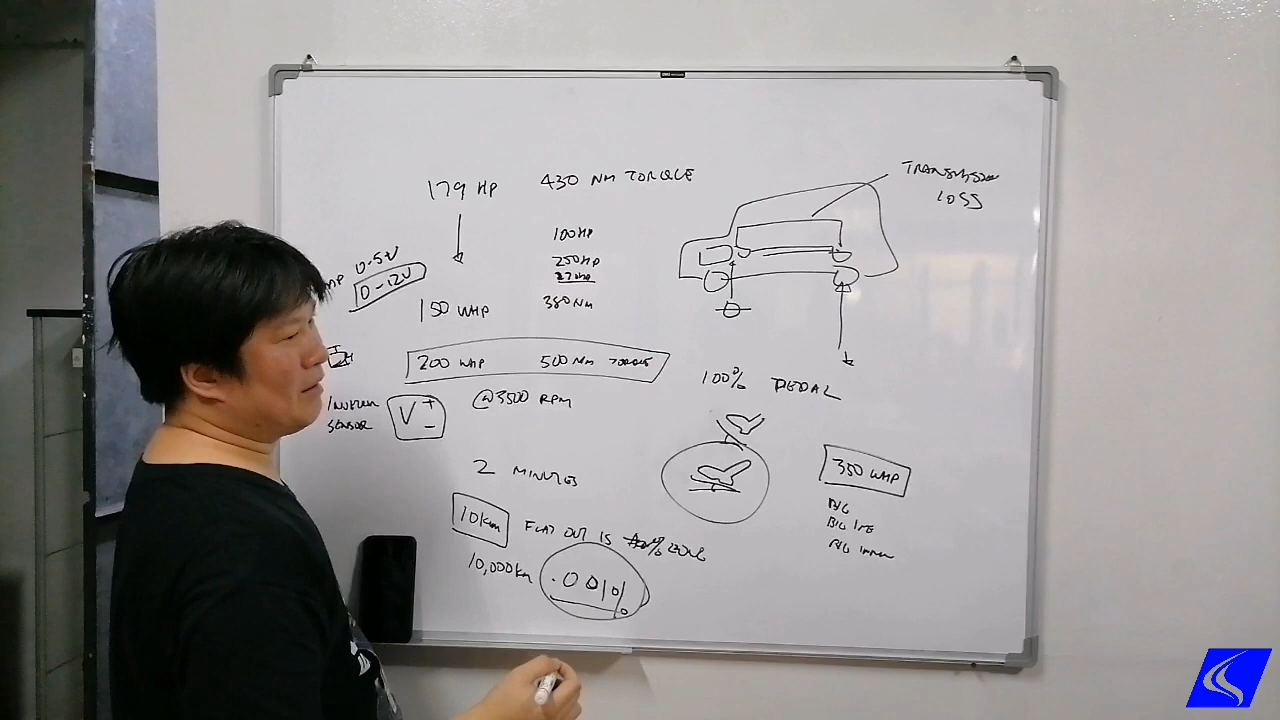 179 HP
430 NM TORQUE
TRANSMISSION
LOSS
100HP
250HP
0-5V
0-12V
150 WHP
380 NM
200 WHP 500 NM TORQUE
@3500 RPM
SENSOR
V + -
100% PEDAL
2 MINUTES
350 WHP
10Km
FLAT OUT IS
10,000Km
.001%